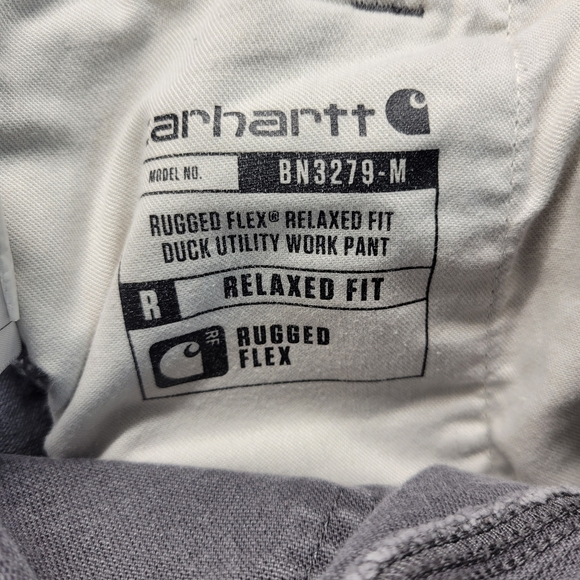 carhartt
MODEL NO. BN3279-M
RUGGED FLEX® RELAXED FIT
DUCK UTILITY WORK PANT
R RELAXED FIT
RF RUGGED
FLEX